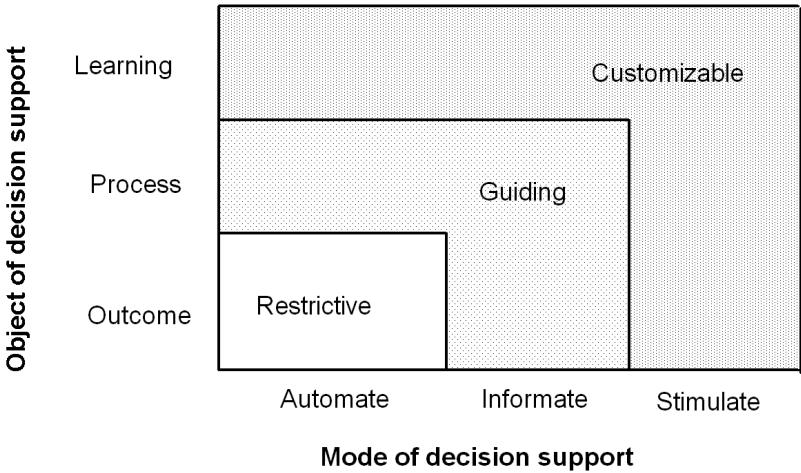 Object of decision support
Learning
Customizable
Process
Guiding
Outcome
Restrictive
Automate
Informate
Stimulate
Mode of decision support